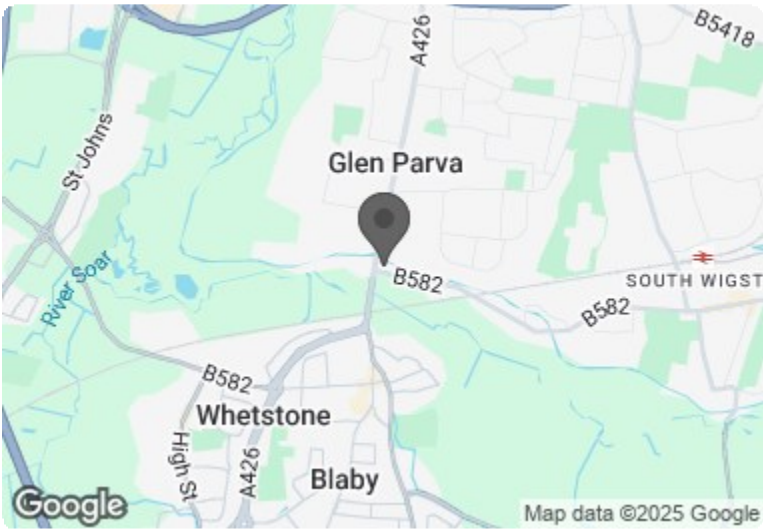 B5418
A426
St Johns
Glen Parva
B582
River Soar
SOUTH WIGST
B582
B582
Whetstone
High St
A426
Blaby
Google
Map data ©2025 Google